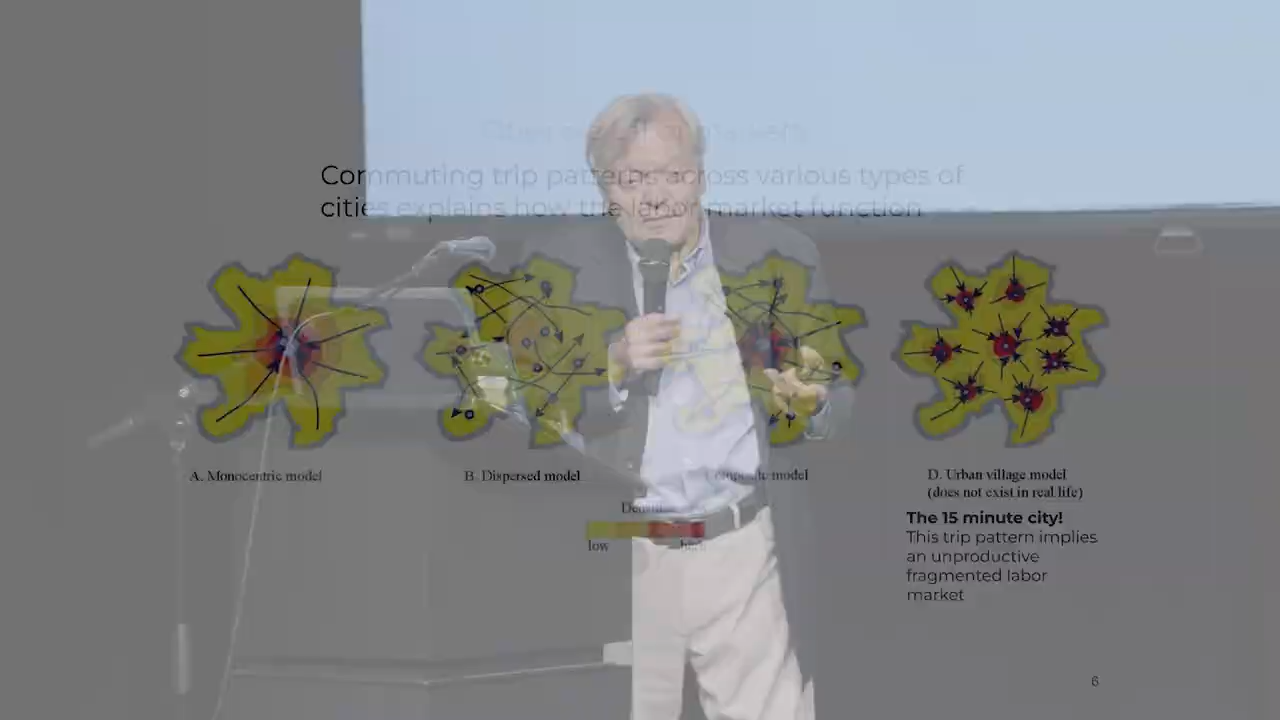 Commuting trip patterns across various types of
cities explains how the labor market function
A. Monocentric model
B. Dispersed model
Composite model
D. Urban village model
(does not exist in real life)
The 15 minute city!
This trip pattern implies
an unproductive
fragmented labor
market
low
high
6